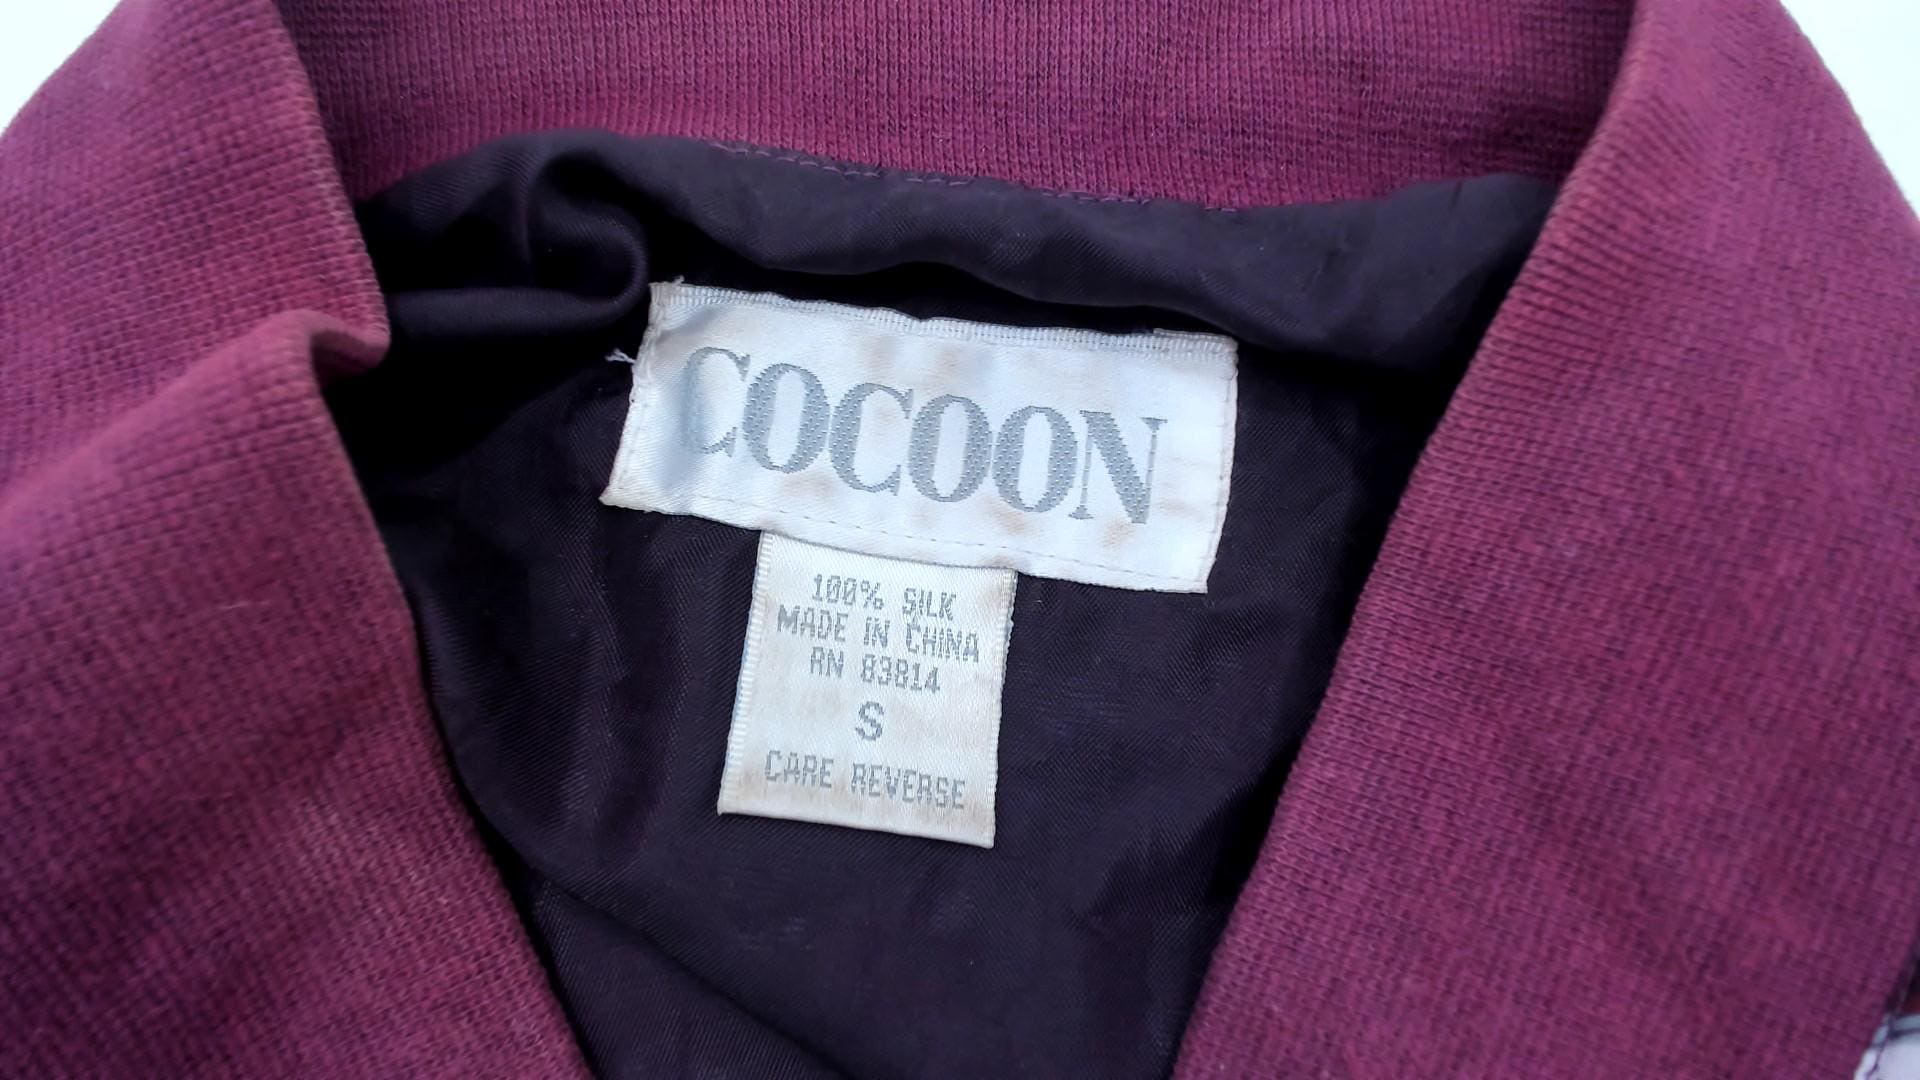 COCOON
100% SILK
MADE IN CHINA
RN 83814
S
CARE REVERSE